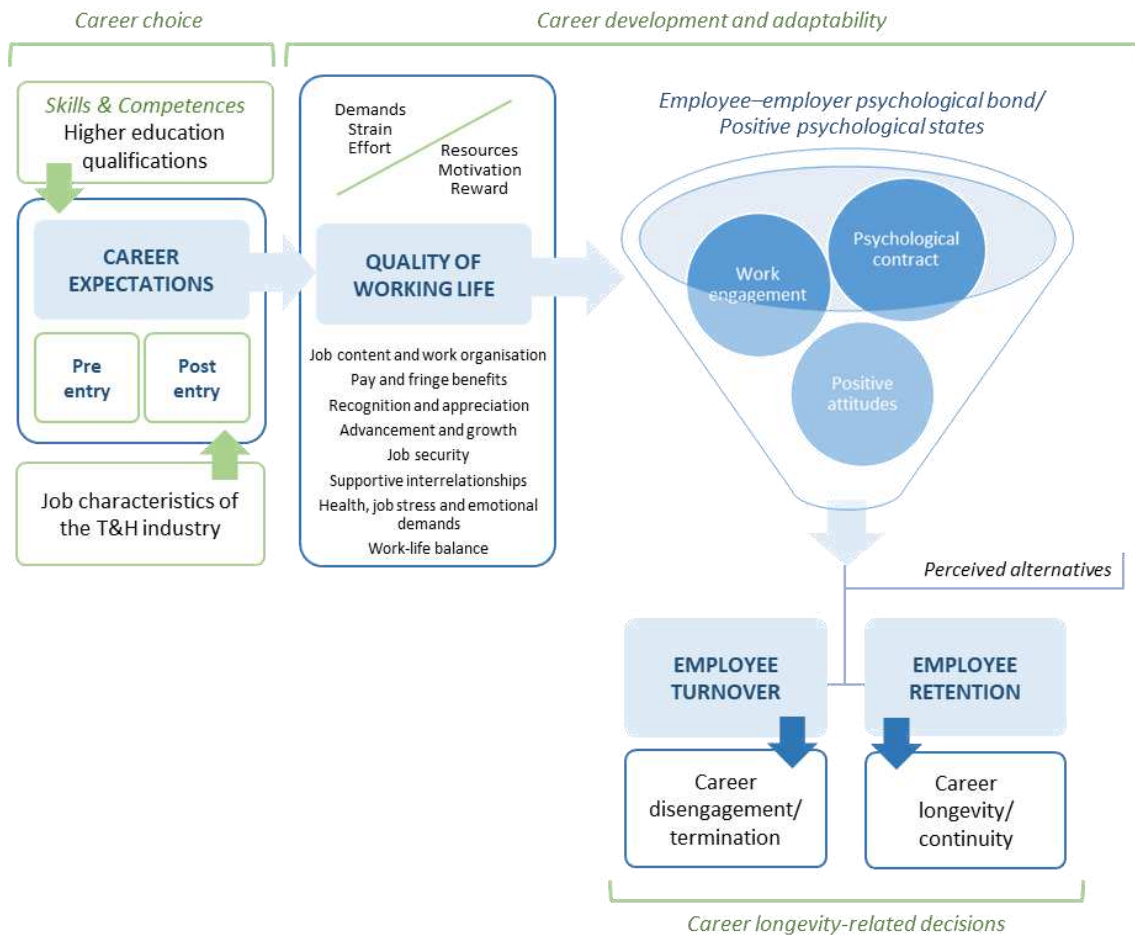 Career choice
Career development and adaptability
Skills & Competences
Higher education
qualifications
CAREER
EXPECTATIONS
Pre
entry
Post
entry
Job characteristics of
the T&H industry
Demands
Strain
Effort
Resources
Motivation
Reward
QUALITY OF
WORKING LIFE
Job content and work organisation
Pay and fringe benefits
Recognition and appreciation
Advancement and growth
Job security
Supportive interrelationships
Health, job stress and emotional
demands
Work-life balance
Employee–employer psychological bond/
Positive psychological states
Psychological
contract
Work
engagement
Positive
attitudes
Perceived alternatives
EMPLOYEE
TURNOVER
EMPLOYEE
RETENTION
Career
disengagement/
termination
Career
longevity/
continuity
Career longevity-related decisions